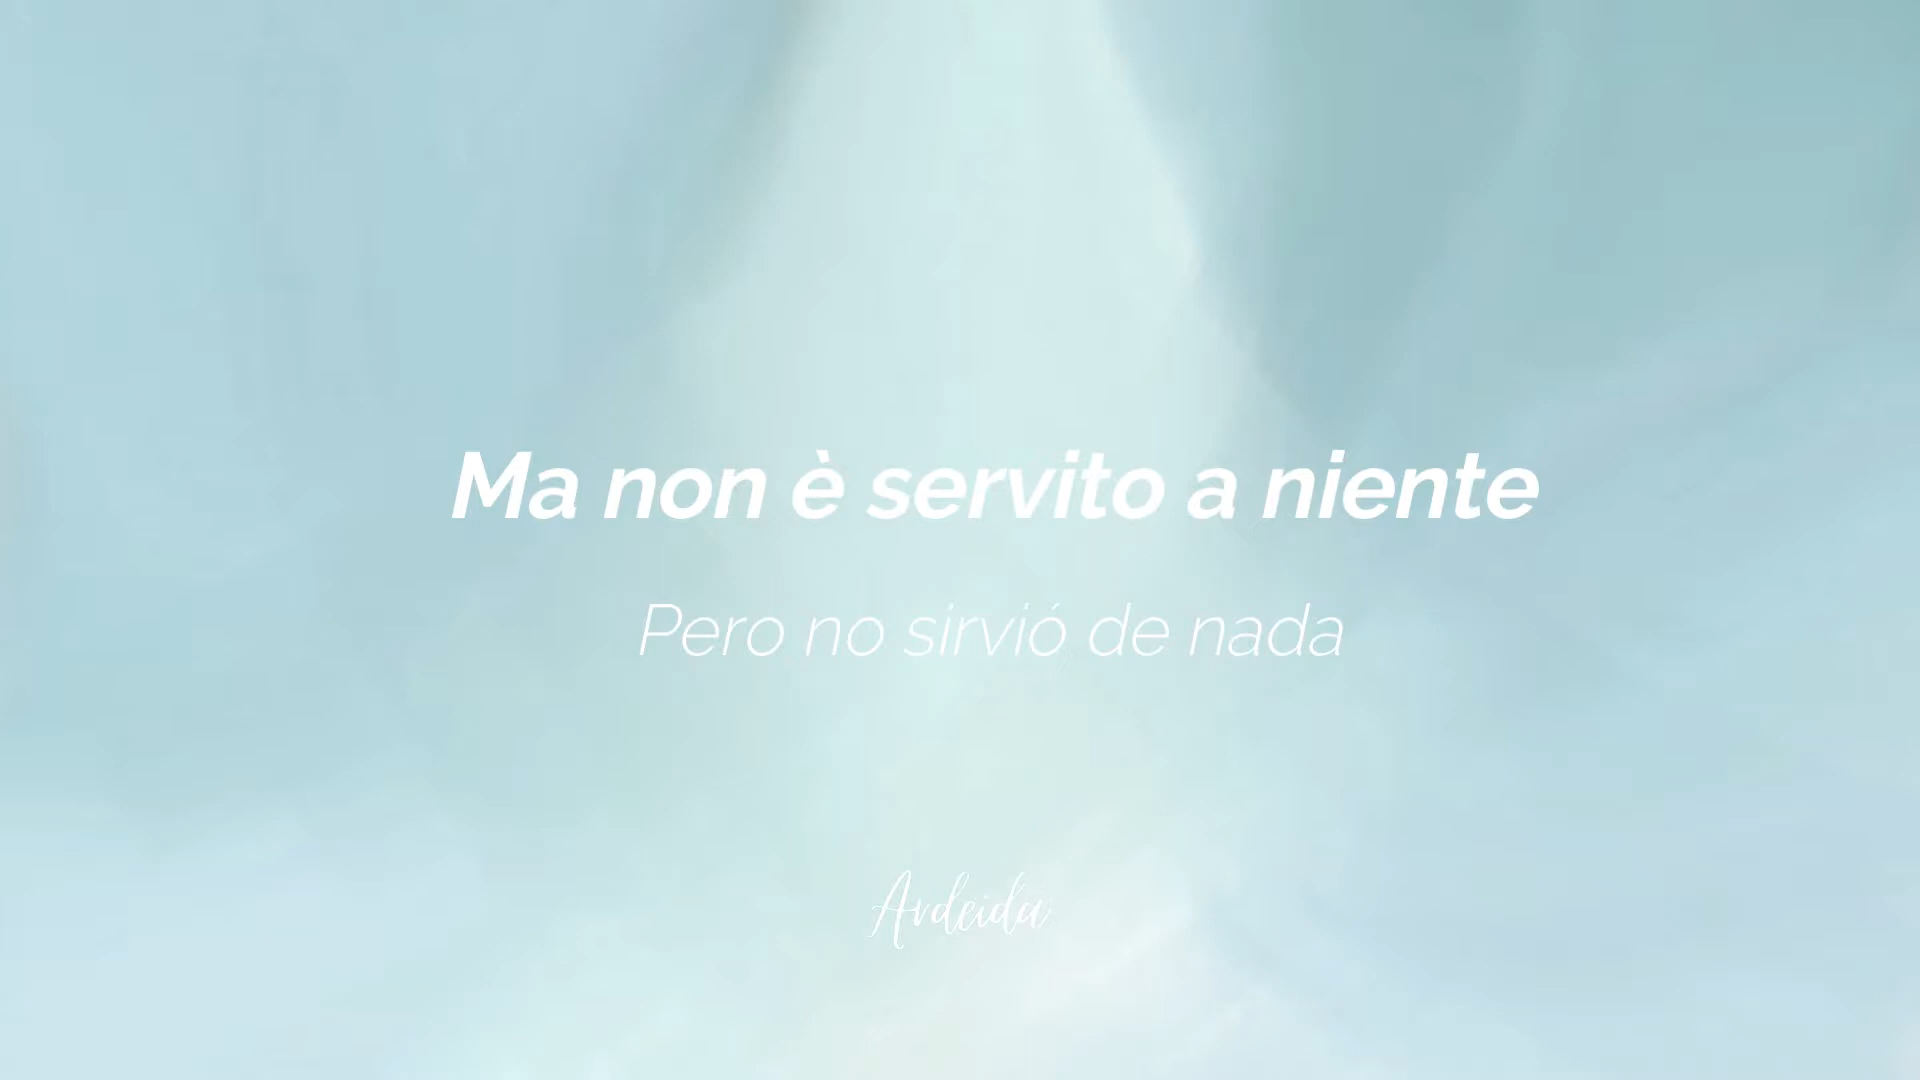 Ma non è servito a niente
Pero no sirvió de nada
Ardeida